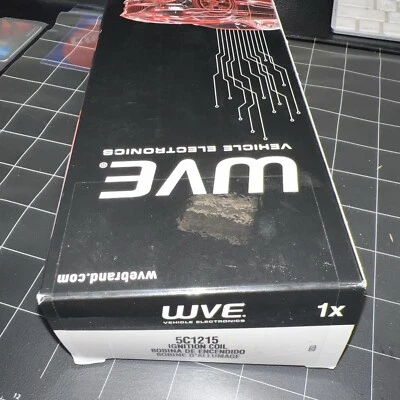 WVE®
VEHICLE ELECTRONICS
wvebrand.com
WVE®
VEHICLE ELECTRONICS
1x
5C1215
IGNITION COIL
BOBINA DE ENCENDIDO
BOBINE D'ALLUMAGE